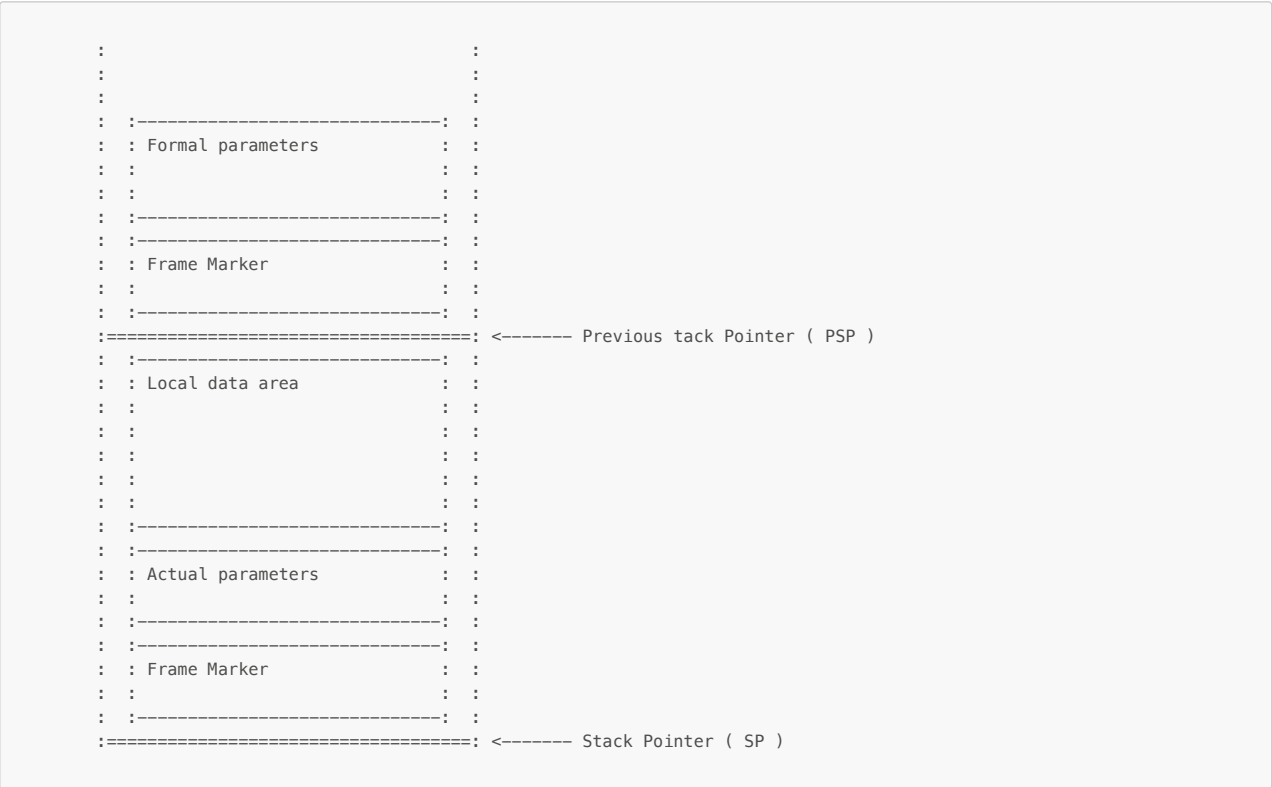 Formal parameters
Frame Marker
<------- Previous tack Pointer ( PSP )
Local data area
Actual parameters
Frame Marker
<------- Stack Pointer ( SP )